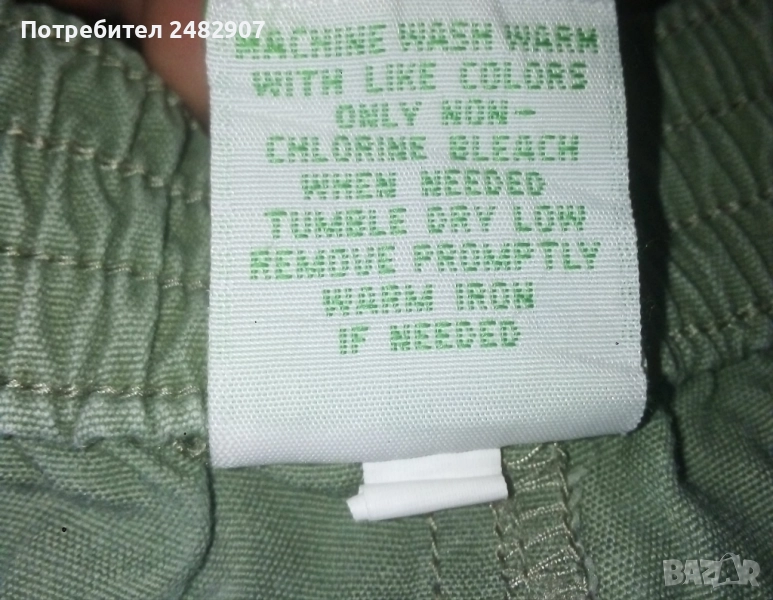 Потребител 2482907
MACHINE WASH WARM
WITH LIKE COLORS
ONLY NON-
CHLORINE BLEACH
WHEN NEEDED
TUMBLE DRY LOW
REMOVE PROMPTLY
WARM IRON
IF NEEDED
BAZAR